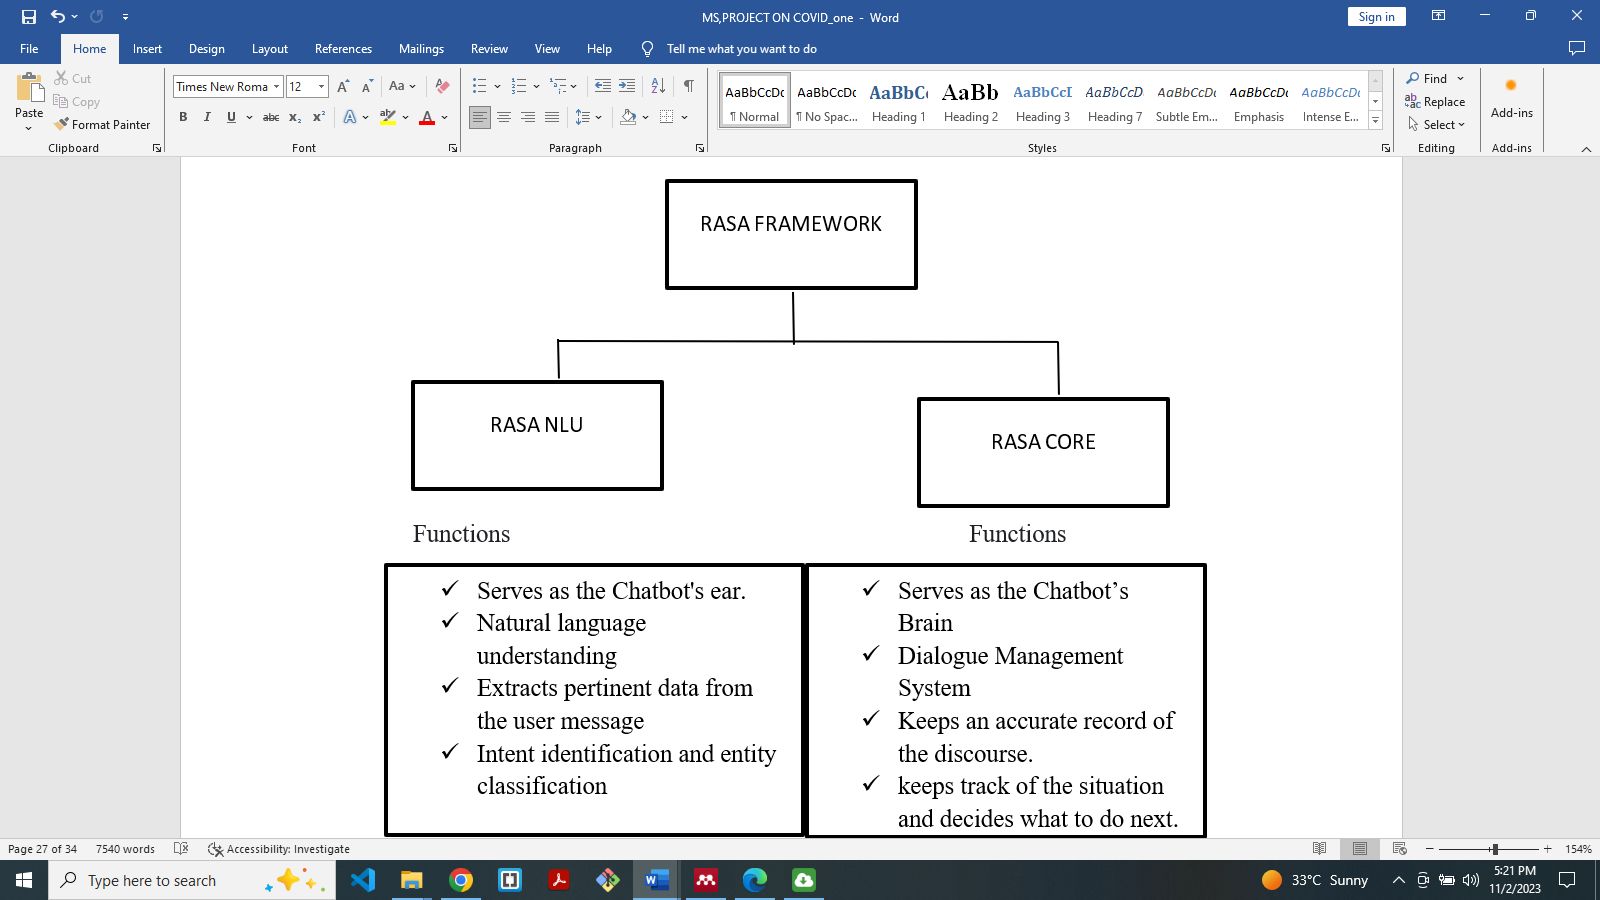 MS,PROJECT ON COVID_one - Word
Sign in
File Home Insert Design Layout References Mailings Review View Help Tell me what you want to do
Paste
Cut
Copy
Format Painter
Clipboard
Times New Roma 12
Aa
B I U abc x₂ x² A ab A
Font
Paragraph
AaBbCcDc AaBbCcDc AaBbC AaBb AaBbCcI AaBbCcD AaBbCcDc AaBbCcDc AaBbCcDc
¶ Normal ¶ No Spac... Heading 1 Heading 2 Heading 3 Heading 7 Subtle Em... Emphasis Intense E...
Styles
Find
Replace
Select
Editing
Add-ins
Add-ins
RASA FRAMEWORK
RASA NLU
RASA CORE
Functions
Functions
Serves as the Chatbot's ear.
Natural language
understanding
Extracts pertinent data from
the user message
Intent identification and entity
classification
Serves as the Chatbot’s
Brain
Dialogue Management
System
Keeps an accurate record of
the discourse.
keeps track of the situation
and decides what to do next.
Page 27 of 34 7540 words Accessibility: Investigate 154%
Type here to search
33°C Sunny
5:21 PM
11/2/2023